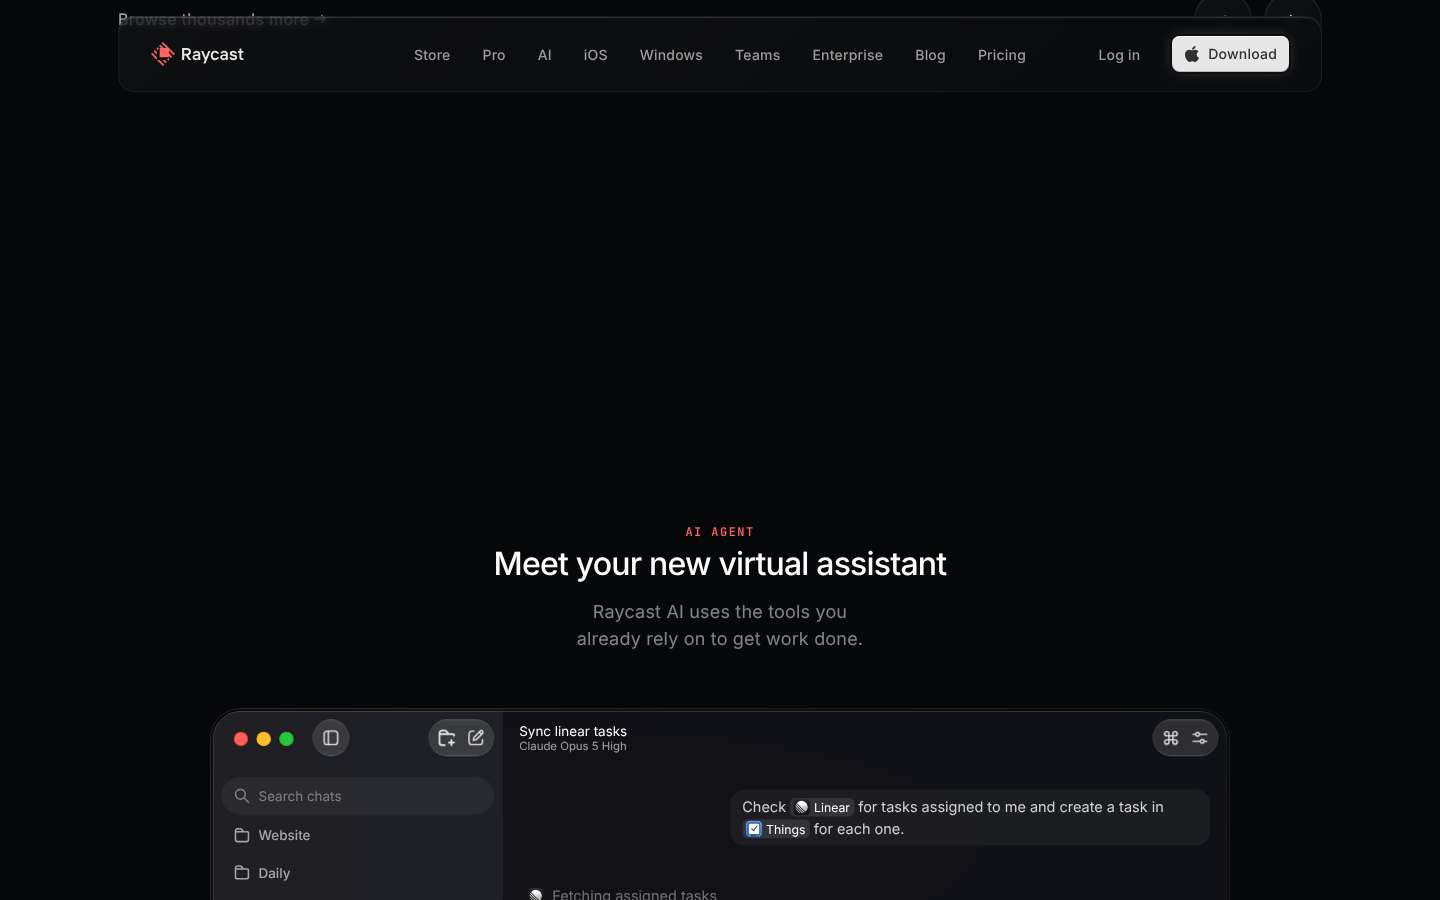 Browse thousands more →
Raycast Store Pro AI iOS Windows Teams Enterprise Blog Pricing Log in Download
AI AGENT
Meet your new virtual assistant
Raycast AI uses the tools you
already rely on to get work done.
Sync linear tasks
Claude Opus 5 High
Search chats
Website
Daily
Check Linear for tasks assigned to me and create a task in
Things for each one.
Fetching assigned tasks